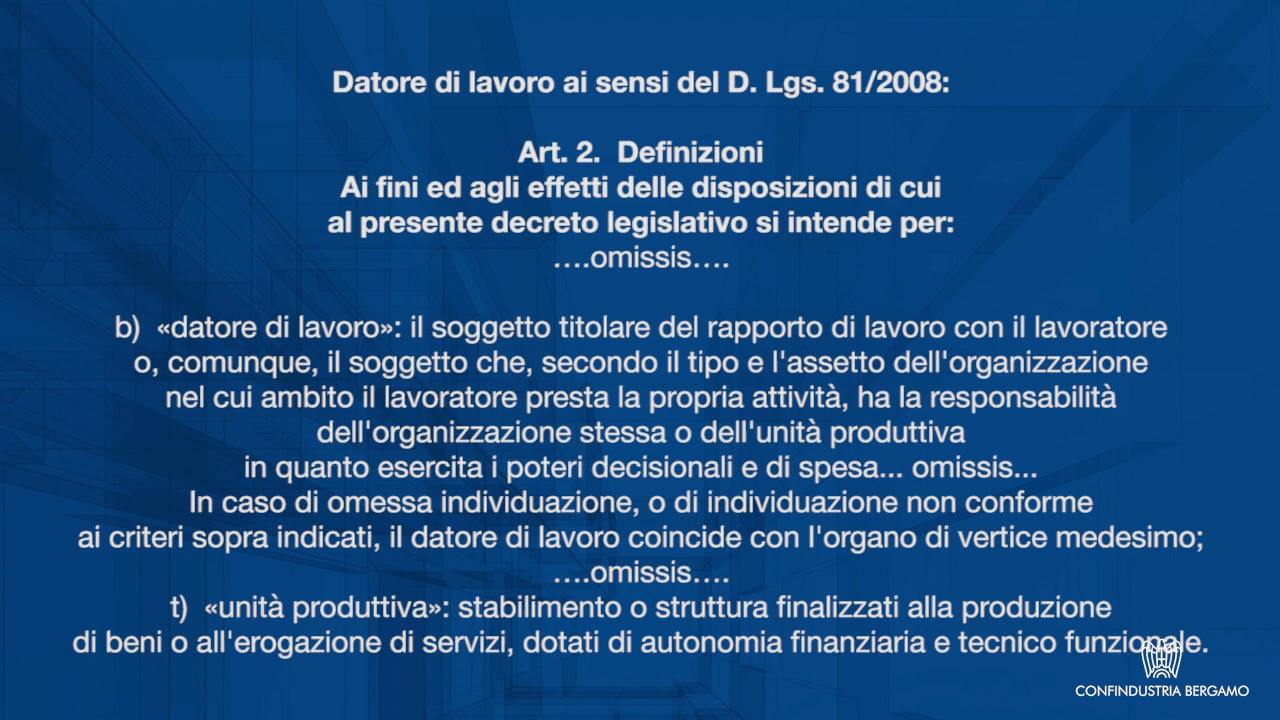 Datore di lavoro ai sensi del D. Lgs. 81/2008:
Art. 2.  Definizioni
Ai fini ed agli effetti delle disposizioni di cui
al presente decreto legislativo si intende per:
….omissis….
b)  «datore di lavoro»: il soggetto titolare del rapporto di lavoro con il lavoratore
o, comunque, il soggetto che, secondo il tipo e l'assetto dell'organizzazione
nel cui ambito il lavoratore presta la propria attività, ha la responsabilità
dell'organizzazione stessa o dell'unità produttiva
in quanto esercita i poteri decisionali e di spesa... omissis...
In caso di omessa individuazione, o di individuazione non conforme
ai criteri sopra indicati, il datore di lavoro coincide con l'organo di vertice medesimo;
….omissis….
t)  «unità produttiva»: stabilimento o struttura finalizzati alla produzione
di beni o all'erogazione di servizi, dotati di autonomia finanziaria e tecnico funzionale.
CONFINDUSTRIA BERGAMO